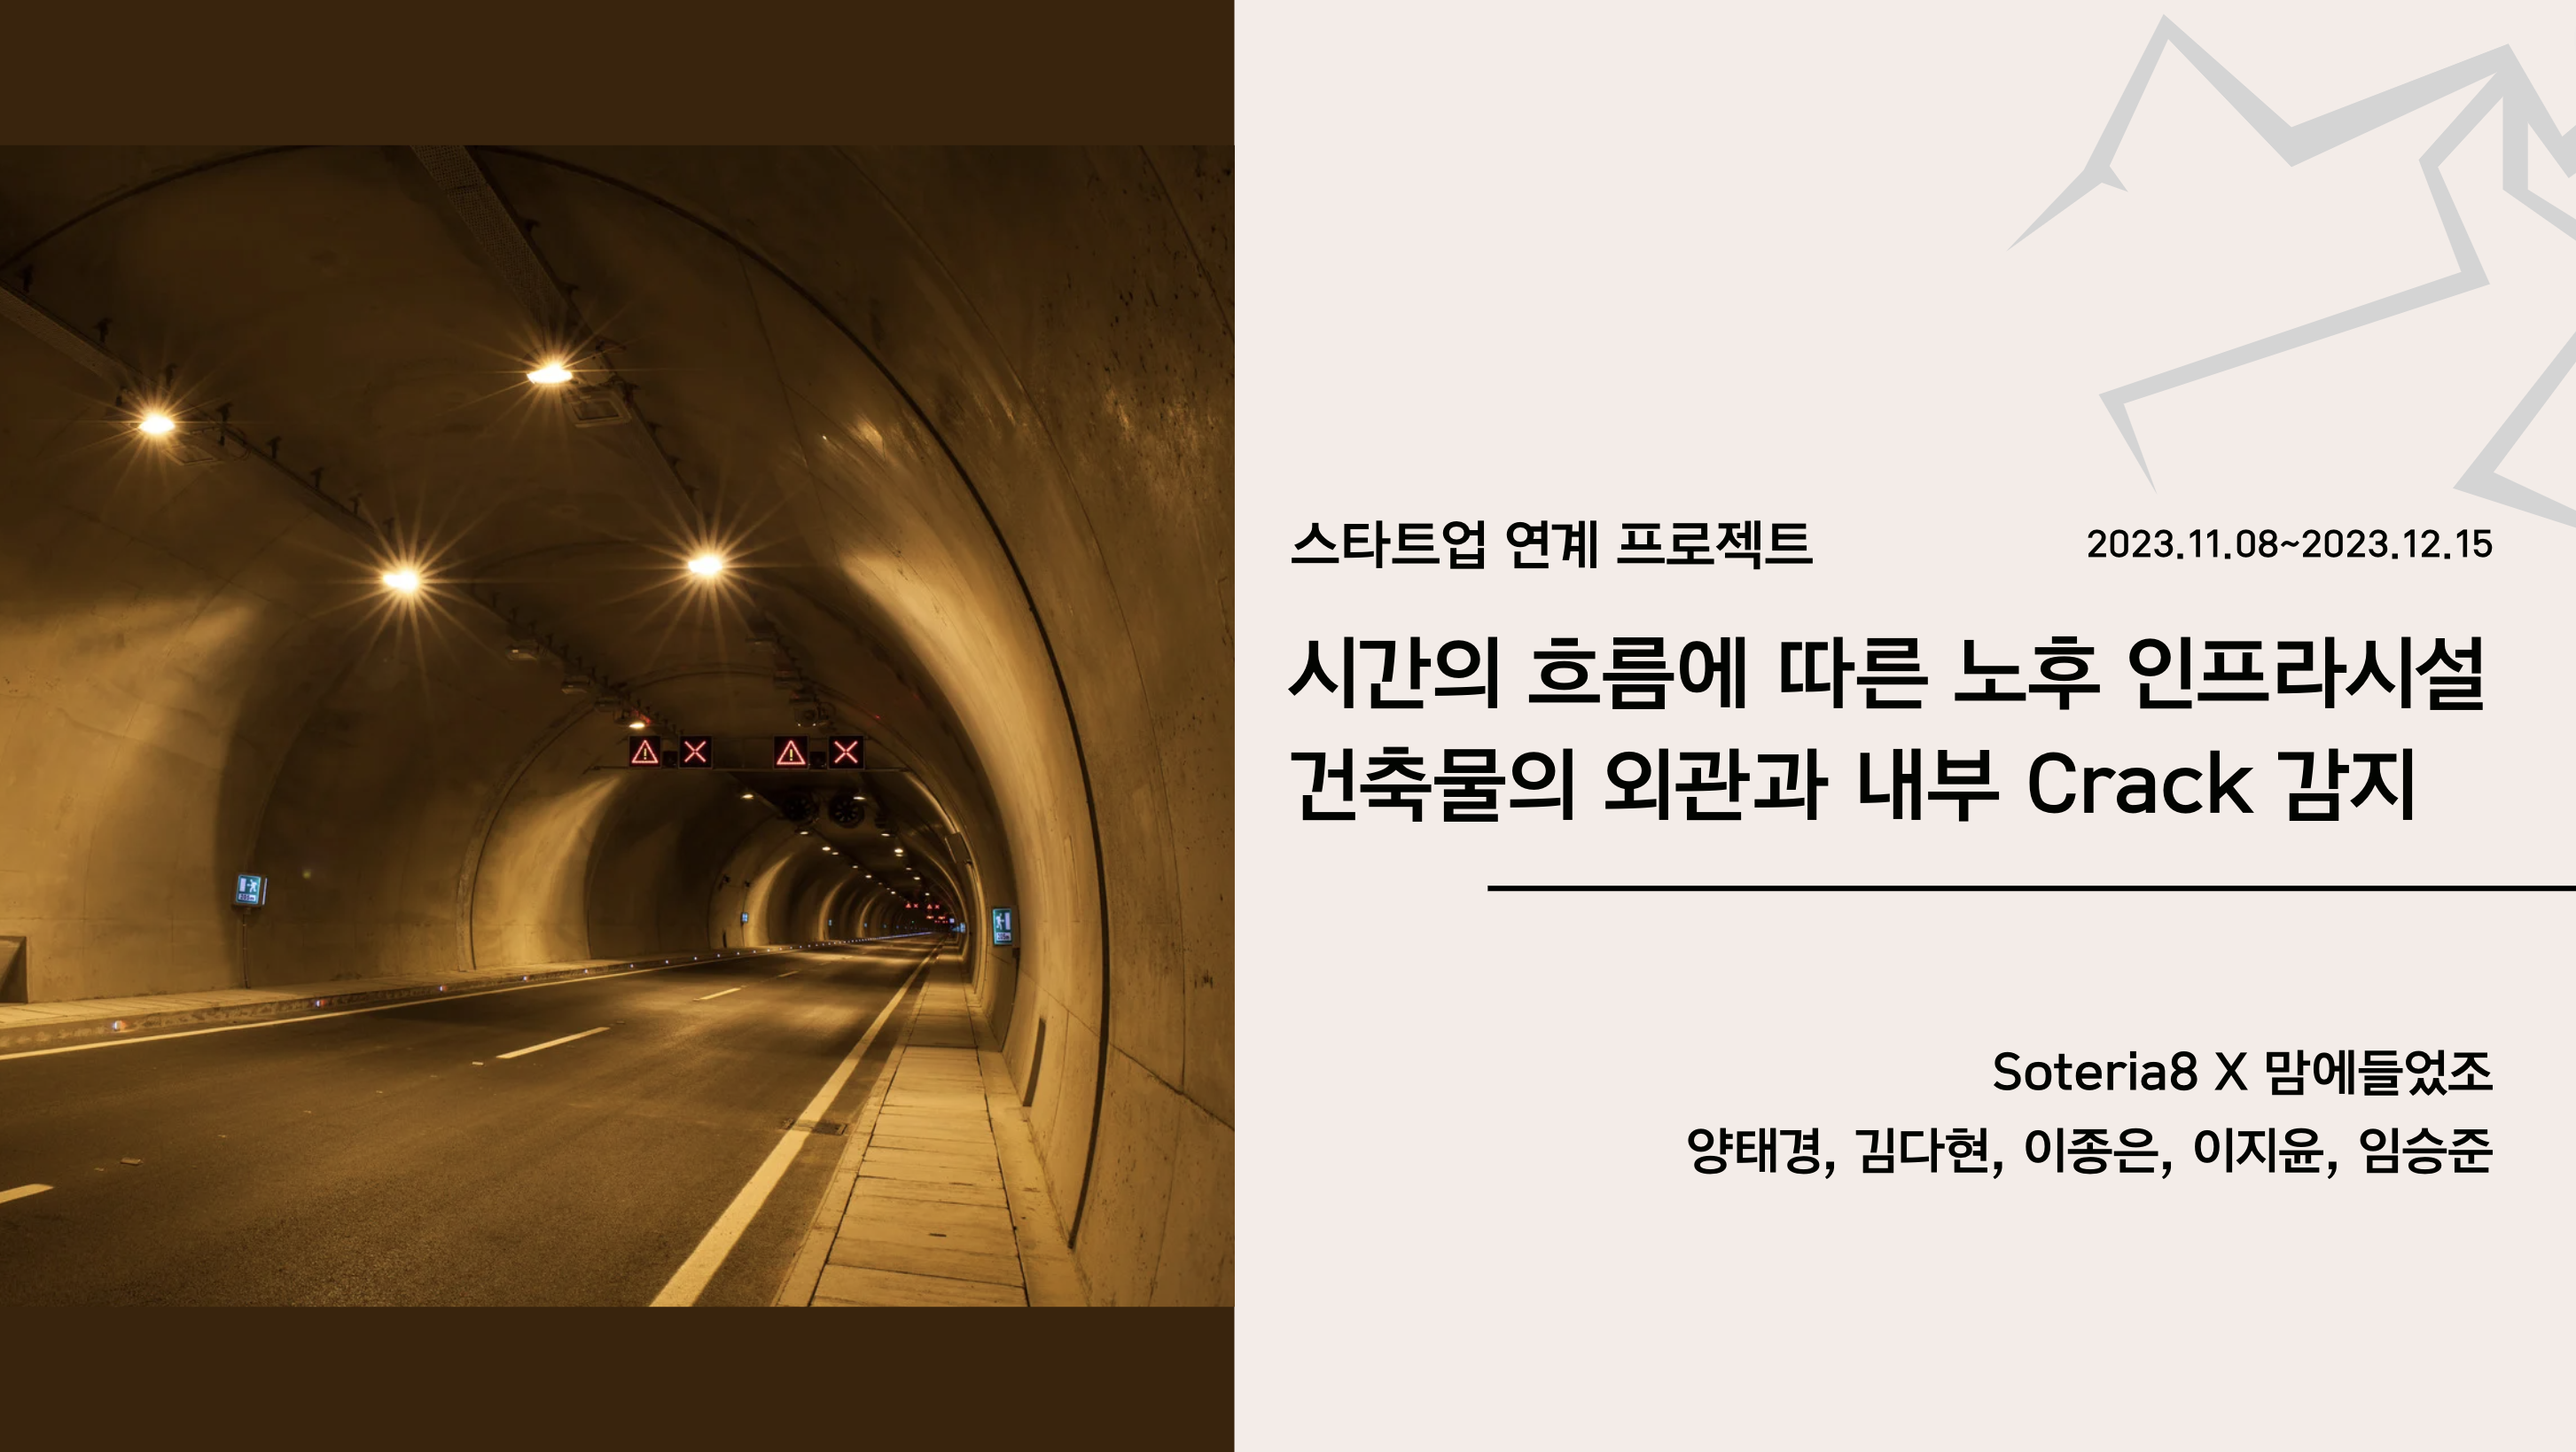 스타트업 연계 프로젝트
2023.11.08~2023.12.15
시간의 흐름에 따른 노후 인프라시설
건축물의 외관과 내부 Crack 감지
Soteria8 X 맘에들었조
양태경, 김다현, 이종은, 이지윤, 임승준